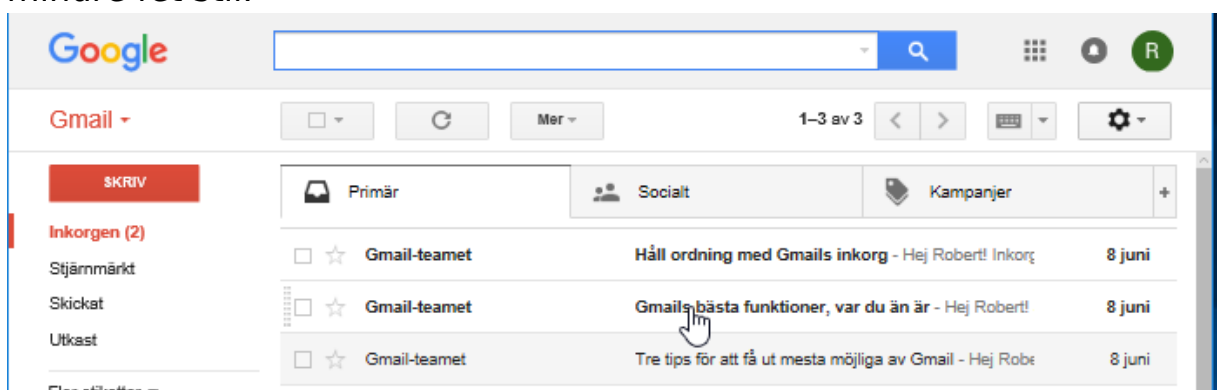 Google
R
Gmail
Mer
1–3 av 3
SKRIV
Primär
Socialt
Kampanjer
+
Inkorgen (2)
Stjärnmärkt
Skickat
Utkast
Gmail-teamet Håll ordning med Gmails inkorg - Hej Robert! Inkorg 8 juni
Gmail-teamet Gmails bästa funktioner, var du än är - Hej Robert! 8 juni
Gmail-teamet Tre tips för att få ut mesta möjliga av Gmail - Hej Robe 8 juni